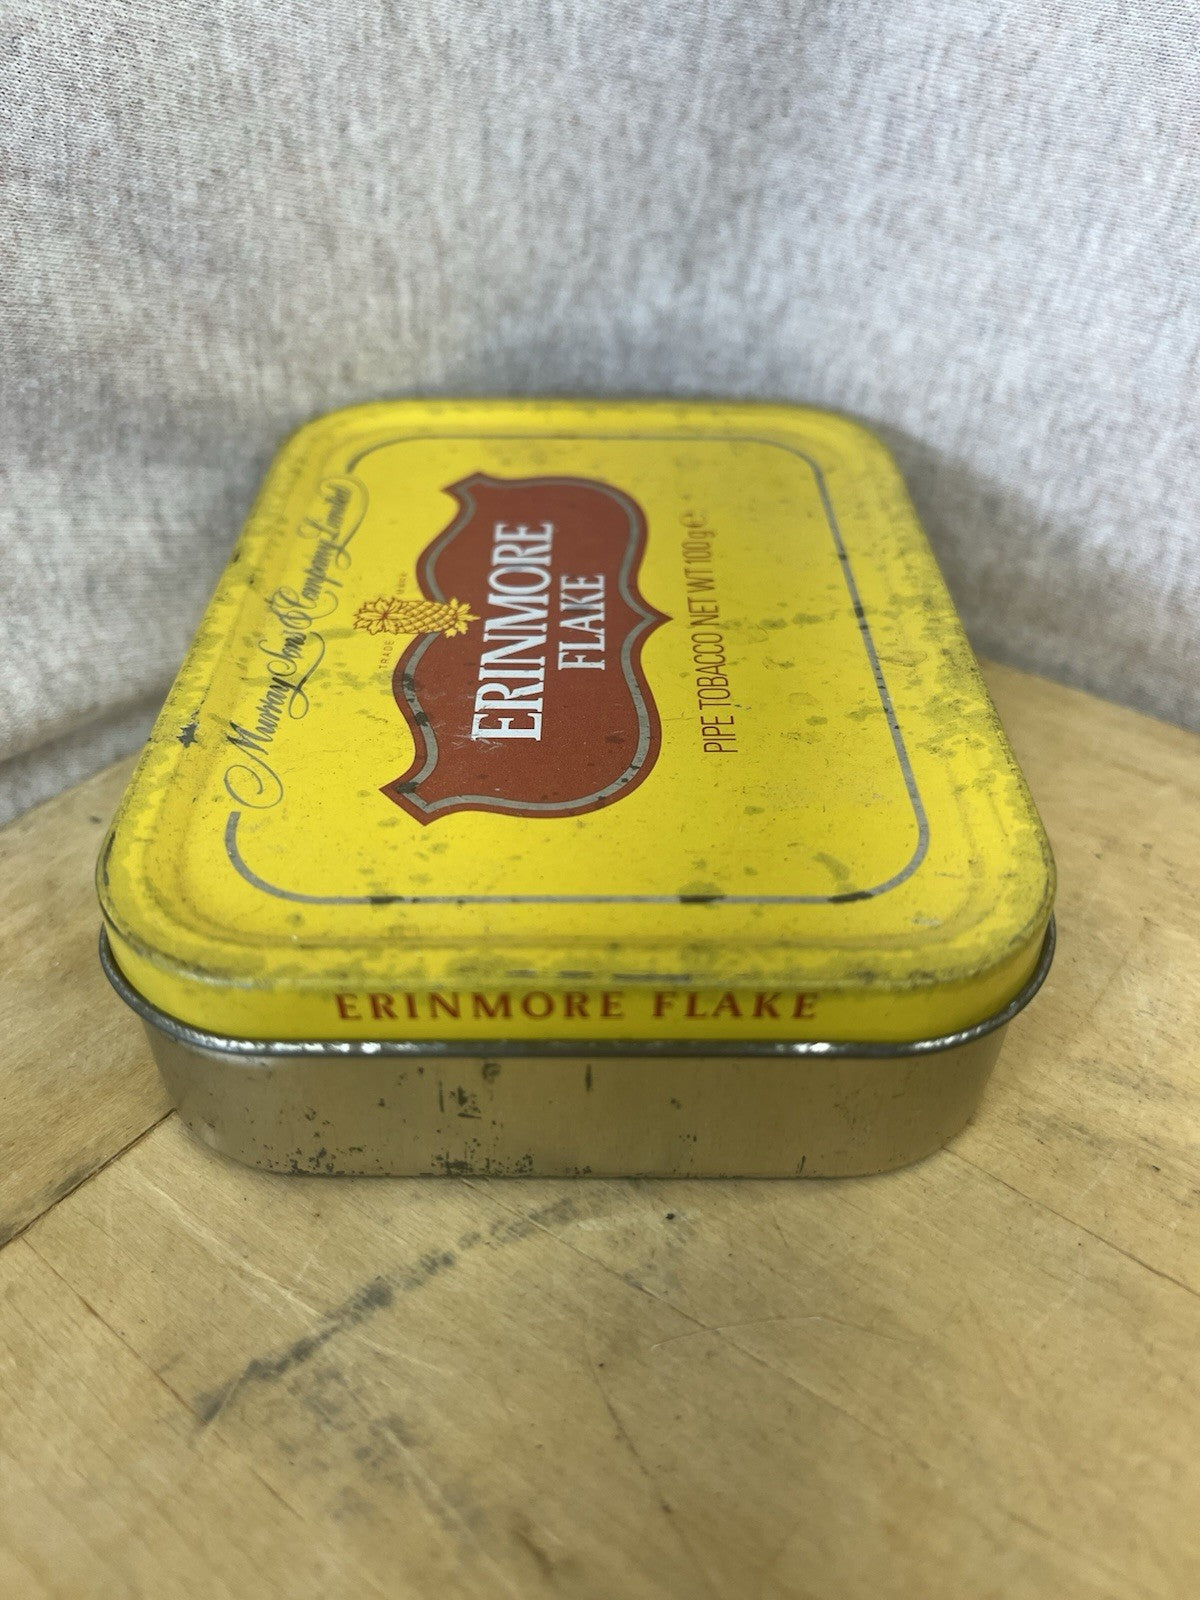 Murray Sons & Company Limited
TRADE MARK
ERINMORE
FLAKE
PIPE TOBACCO NET WT 100g e
ERINMORE FLAKE